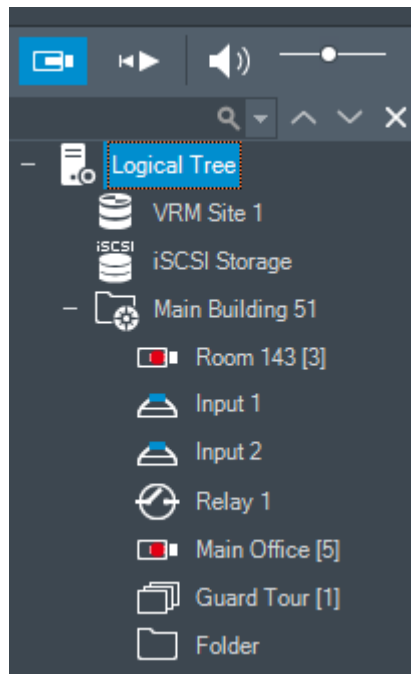 Logical Tree
VRM Site 1
iSCSI
iSCSI Storage
Main Building 51
Room 143 [3]
Input 1
Input 2
Relay 1
Main Office [5]
Guard Tour [1]
Folder